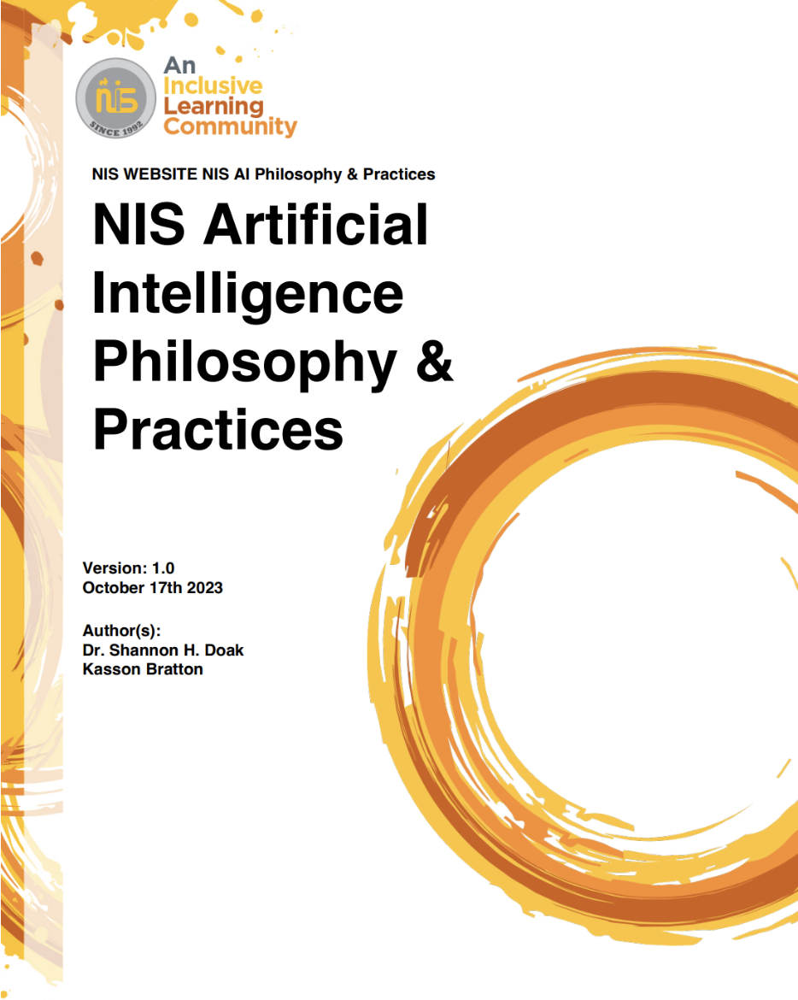 An
Inclusive
Learning
Community
nis
SINCE 1992
NIS WEBSITE NIS AI Philosophy & Practices
NIS Artificial
Intelligence
Philosophy &
Practices
Version: 1.0
October 17th 2023
Author(s):
Dr. Shannon H. Doak
Kasson Bratton